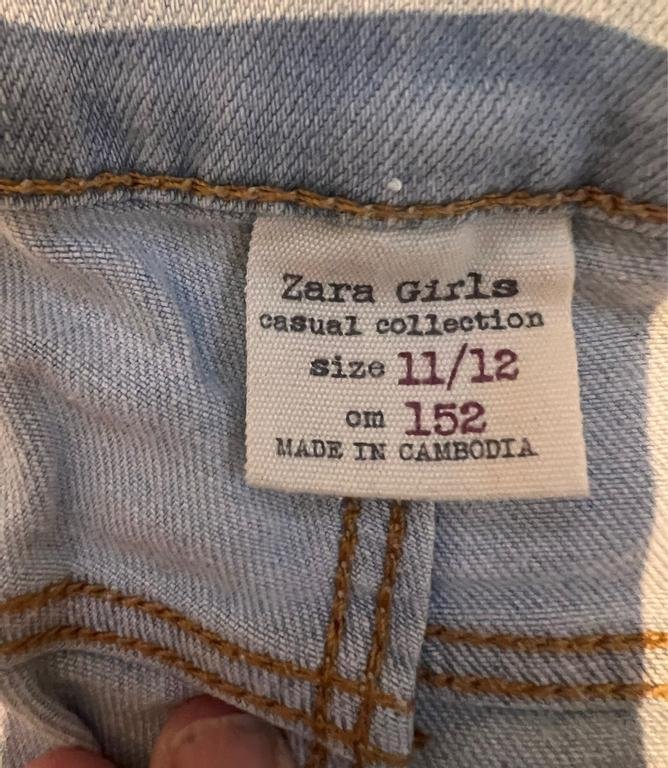 Zara Girls
casual collection
size 11/12
cm 152
MADE IN CAMBODIA